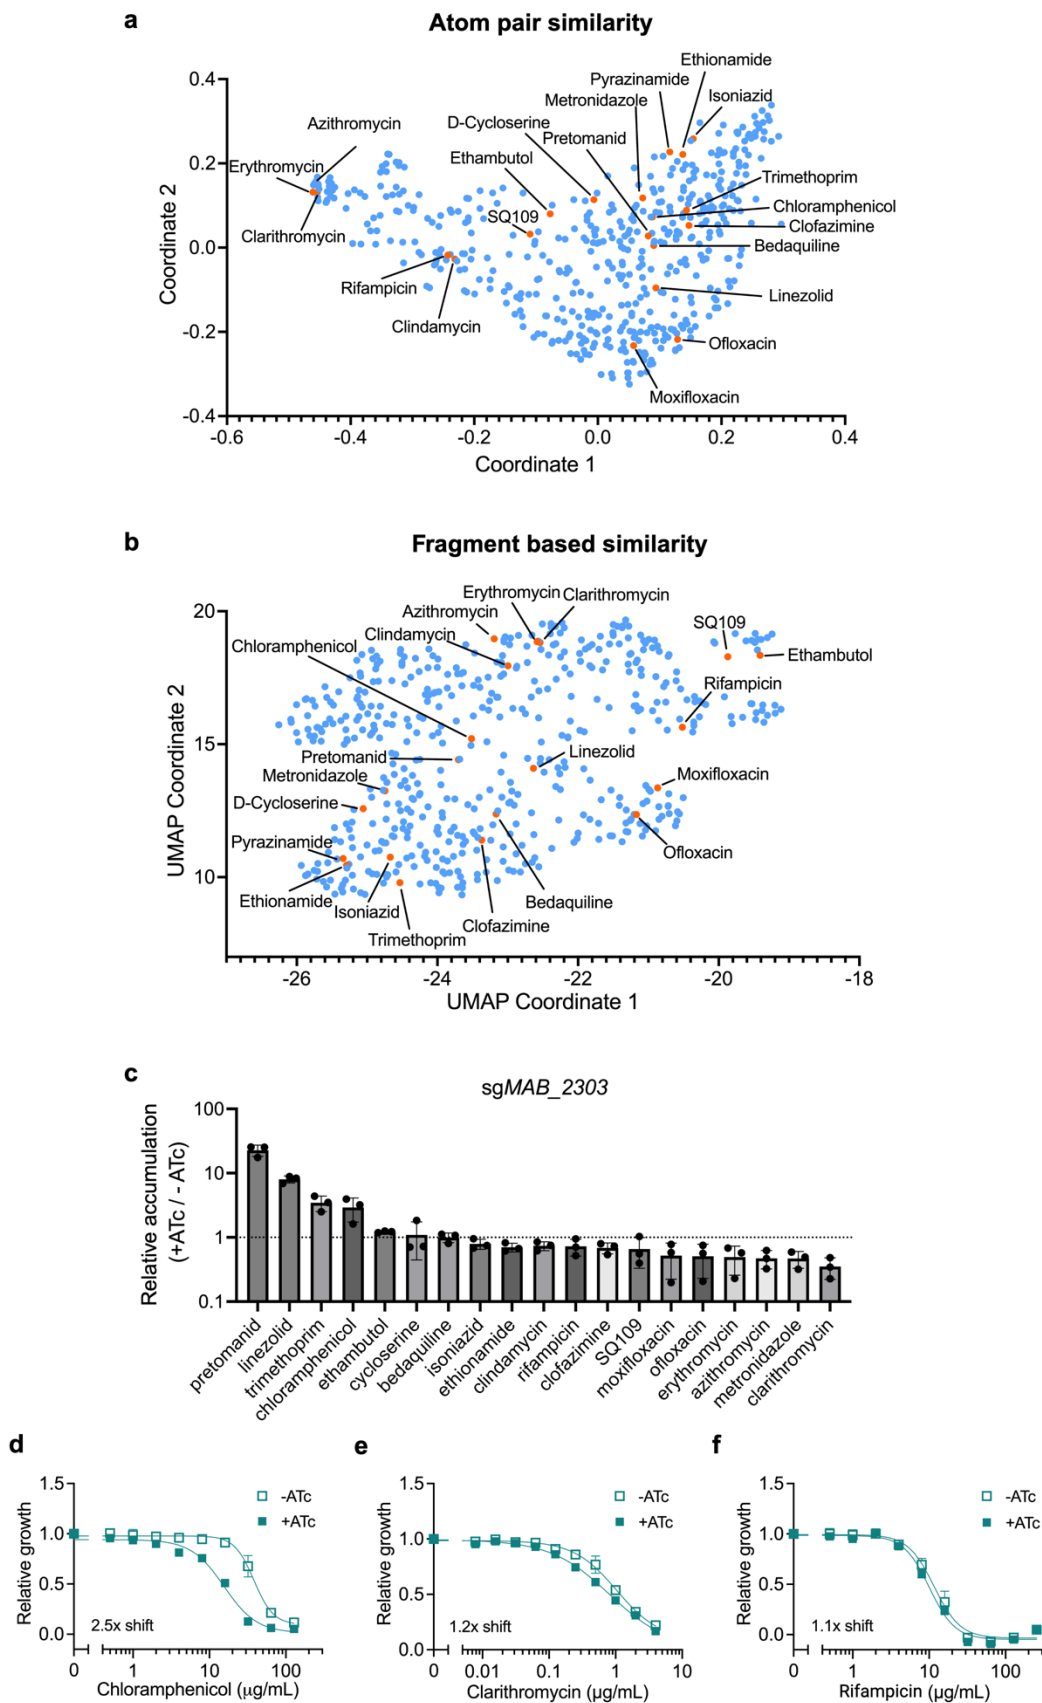 a
Atom pair similarity
Ethionamide
Pyrazinamide
Isoniazid
Metronidazole
D-Cycloserine
Pretomanid
Azithromycin
Ethambutol
Erythromycin
Trimethoprim
SQ109
Chloramphenicol
Clofazimine
Clarithromycin
Bedaquiline
Rifampicin
Linezolid
Clindamycin
Ofloxacin
Moxifloxacin
0.4
0.2
0.0
-0.2
-0.4
Coordinate 2
-0.6
-0.4
-0.2
0.0
0.2
0.4
Coordinate 1
b
Fragment based similarity
Erythromycin
Clarithromycin
Azithromycin
SQ109
Clindamycin
Chloramphenicol
Ethambutol
Rifampicin
Linezolid
Pretomanid
Moxifloxacin
Metronidazole
D-Cycloserine
Pyrazinamide
Ofloxacin
Ethionamide
Isoniazid
Bedaquiline
Clofazimine
Trimethoprim
20
15
10
UMAP Coordinate 2
-26
-24
-22
-20
-18
UMAP Coordinate 1
c
sgMAB_2303
100
10
1
0.1
Relative accumulation
(+ATc / - ATc)
pretomanid
linezolid
trimethoprim
chloramphenicol
ethambutol
cycloserine
bedaquiline
isoniazid
ethionamide
clindamycin
rifampicin
clofazimine
SQ109
moxifloxacin
ofloxacin
erythromycin
azithromycin
metronidazole
clarithromycin
d
1.5
1.0
0.5
0.0
Relative growth
-ATc
+ATc
2.5x shift
0
1
10
100
Chloramphenicol (μg/mL)
e
1.5
1.0
0.5
0.0
Relative growth
-ATc
+ATc
1.2x shift
0
0.01
0.1
1
10
Clarithromycin (μg/mL)
f
1.5
1.0
0.5
0.0
Relative growth
-ATc
+ATc
1.1x shift
0
1
10
100
Rifampicin (μg/mL)